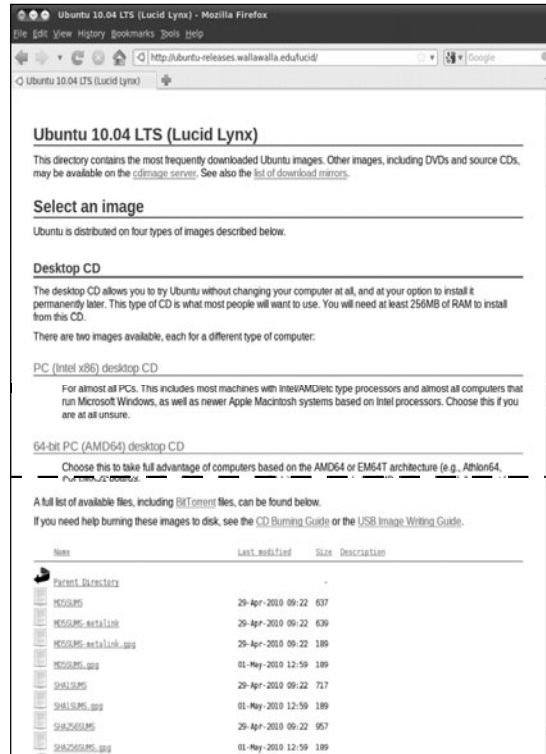 Ubuntu 10.04 LTS (Lucid Lynx) - Mozilla Firefox
File Edit View History Bookmarks Tools Help
http://ubuntu-releases.wallawalla.edu/lucid/
Google
Ubuntu 10.04 LTS (Lucid Lynx)
Ubuntu 10.04 LTS (Lucid Lynx)
This directory contains the most frequently downloaded Ubuntu images. Other images, including DVDs and source CDs,
may be available on the cdimage server. See also the list of download mirrors.
Select an image
Ubuntu is distributed on four types of images described below.
Desktop CD
The desktop CD allows you to try Ubuntu without changing your computer at all, and at your option to install it
permanently later. This type of CD is what most people will want to use. You will need at least 256MB of RAM to install
from this CD.
There are two images available, each for a different type of computer:
PC (Intel x86) desktop CD
For almost all PCs. This includes most machines with Intel/AMD/etc type processors and almost all computers that
run Microsoft Windows, as well as newer Apple Macintosh systems based on Intel processors. Choose this if you
are at all unsure.
64-bit PC (AMD64) desktop CD
Choose this to take full advantage of computers based on the AMD64 or EM64T architecture (e.g., Athlon64,
A full list of available files, including BitTorrent files, can be found below.
If you need help burning these images to disk, see the CD Burning Guide or the USB Image Writing Guide.
Name Last modified Size Description
Parent Directory -
MD5SUMS 29-Apr-2010 09:22 637
MD5SUMS-metalink 29-Apr-2010 09:22 639
MD5SUMS-metalink.gpg 29-Apr-2010 09:22 189
MD5SUMS.gpg 01-May-2010 12:59 189
SHA1SUMS 29-Apr-2010 09:22 717
SHA1SUMS.gpg 01-May-2010 12:59 189
SHA256SUMS 29-Apr-2010 09:22 957
SHA256SUMS.gpg 01-May-2010 12:59 189